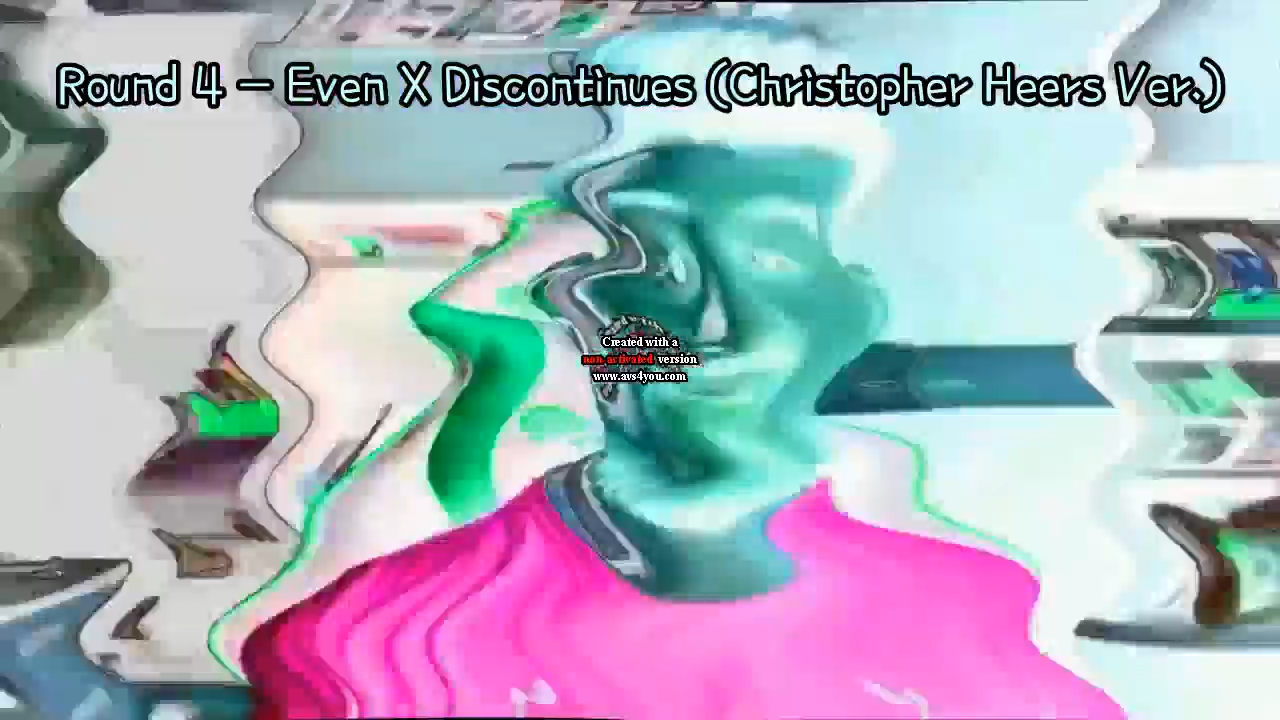 Round 4 - Even X Discontinues (Christopher Heers Ver.)
Created with a
non-activated version
www.avs4you.com